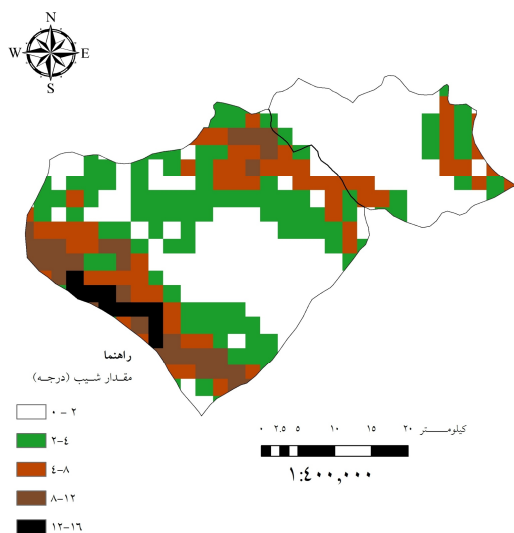 N
W E
S
راهنما
مقدار شیب (درجه)
۰ - ۲
۲-۴
۴-۸
۸-۱۲
۱۲-۱۶
۰ ۲.۵ ۵ ۱۰ ۱۵ ۲۰ کیلومتر
۱:۴۰۰,۰۰۰